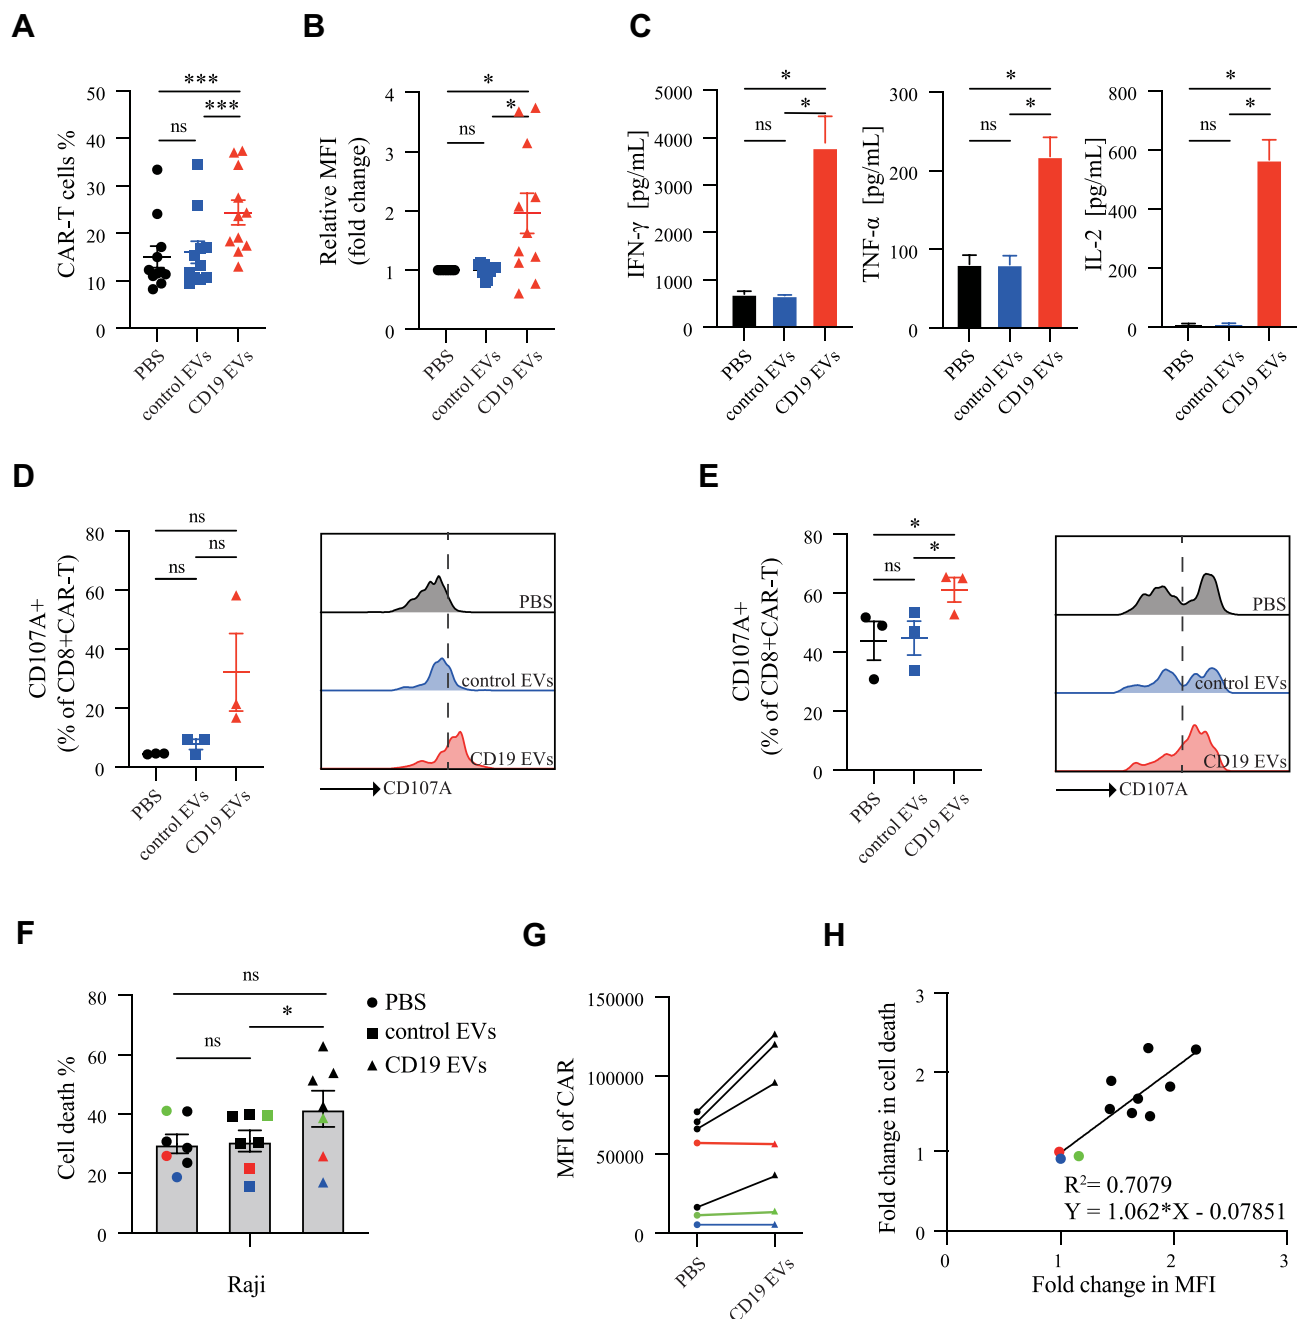 A
CAR-T cells %
50
40
30
20
10
0
***
***
ns
PBS
control EVs
CD19 EVs
B
Relative MFI
(fold change)
4
3
2
1
0
*
*
ns
PBS
control EVs
CD19 EVs
C
IFN-γ [pg/mL]
5000
4000
3000
2000
1000
0
*
*
ns
PBS
control EVs
CD19 EVs
TNF-α [pg/mL]
300
200
100
0
*
*
ns
PBS
control EVs
CD19 EVs
IL-2 [pg/mL]
800
600
400
200
0
*
*
ns
PBS
control EVs
CD19 EVs
D
CD107A+
(% of CD8+CAR-T)
80
60
40
20
0
ns
ns
ns
PBS
control EVs
CD19 EVs
PBS
control EVs
CD19 EVs
CD107A
E
CD107A+
(% of CD8+CAR-T)
80
60
40
20
0
*
*
ns
PBS
control EVs
CD19 EVs
PBS
control EVs
CD19 EVs
CD107A
F
Cell death %
80
60
40
20
0
ns
*
ns
Raji
PBS
control EVs
CD19 EVs
G
MFI of CAR
150000
100000
50000
0
PBS
CD19 EVs
H
Fold change in cell death
3
2
1
0
R²= 0.7079
Y = 1.062*X - 0.07851
0
1
2
3
Fold change in MFI